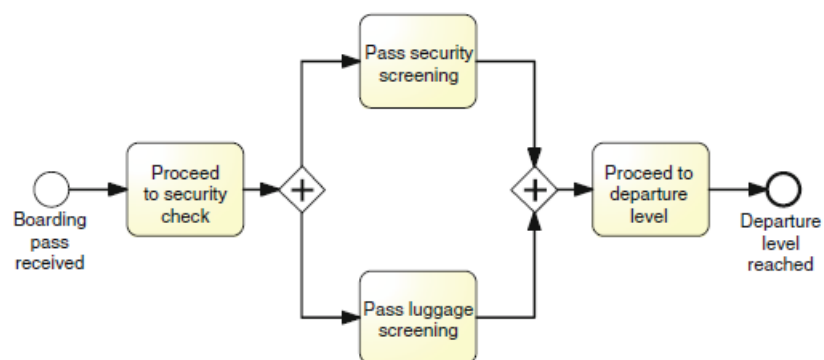 Pass security
screening
Proceed
to security
check
Boarding
pass
received
Proceed to
departure
level
Departure
level
reached
Pass luggage
screening